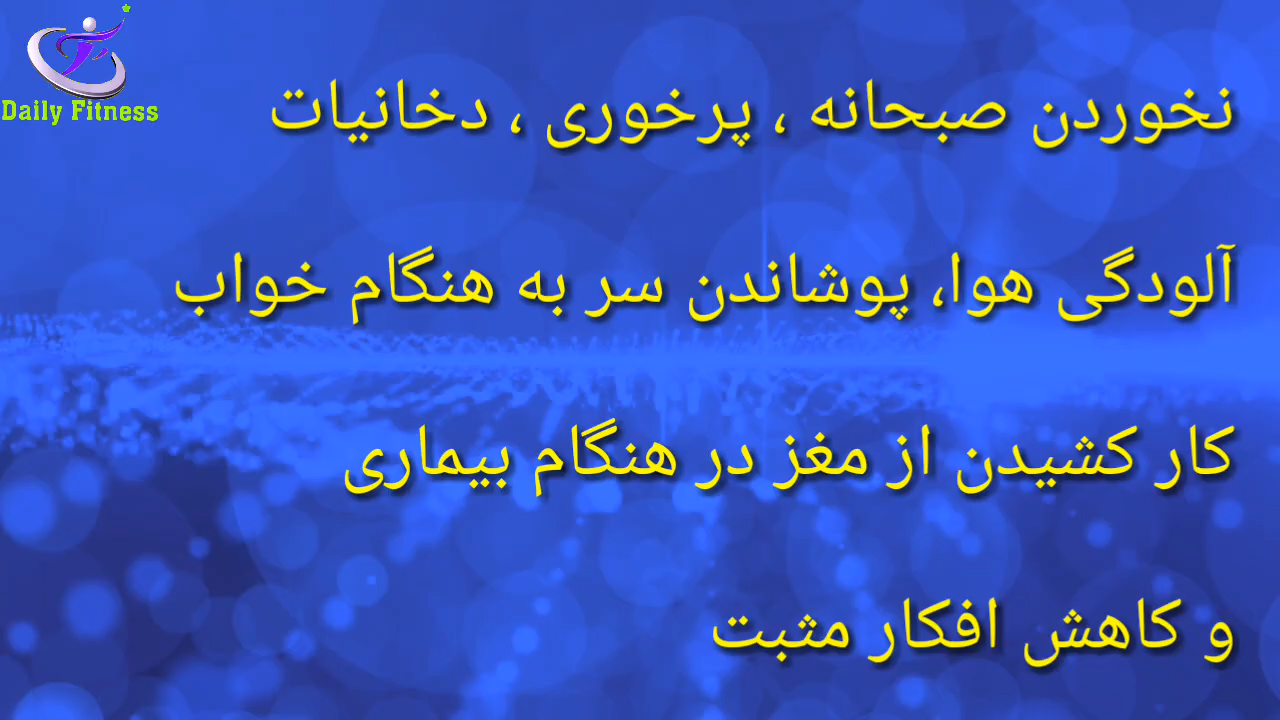 Daily Fitness
نخوردن صبحانه ، پرخوری ، دخانیات
آلودگی هوا، پوشاندن سر به هنگام خواب
کار کشیدن از مغز در هنگام بیماری
و کاهش افکار مثبت